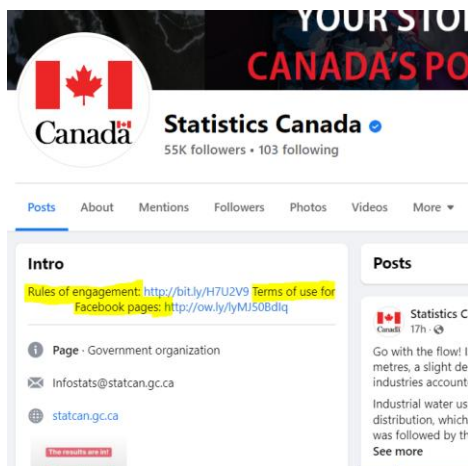 YOUR
CANADA'S
Canada
Statistics Canada
55K followers • 103 following
Posts About Mentions Followers Photos Videos More
Intro
Rules of engagement: http://bit.ly/H7U2V9 Terms of use for
Facebook pages: http://ow.ly/lyMJ50Bdlq
Page · Government organization
Infostats@statcan.gc.ca
statcan.gc.ca
The results are in!
Posts
Canada
Statistics C
17h ·
Go with the flow! I
metres, a slight de
industries account
Industrial water us
distribution, which
was followed by th
See more